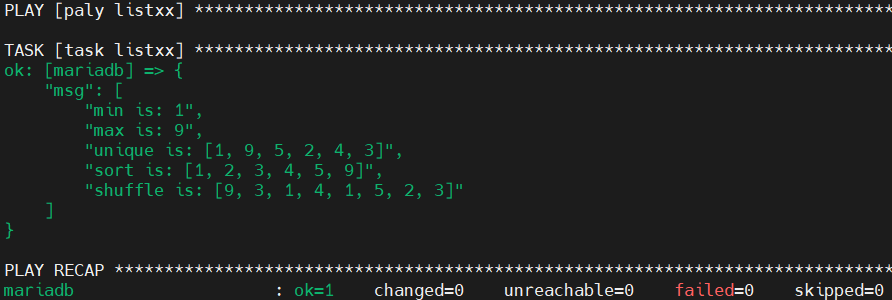 PLAY [paly listxx] **********************************************************************
TASK [task listxx] **********************************************************************
ok: [mariadb] => {
    "msg": [
        "min is: 1",
        "max is: 9",
        "unique is: [1, 9, 5, 2, 4, 3]",
        "sort is: [1, 2, 3, 4, 5, 9]",
        "shuffle is: [9, 3, 1, 4, 1, 5, 2, 3]"
    ]
}
PLAY RECAP ******************************************************************************
mariadb                    : ok=1    changed=0    unreachable=0    failed=0    skipped=0